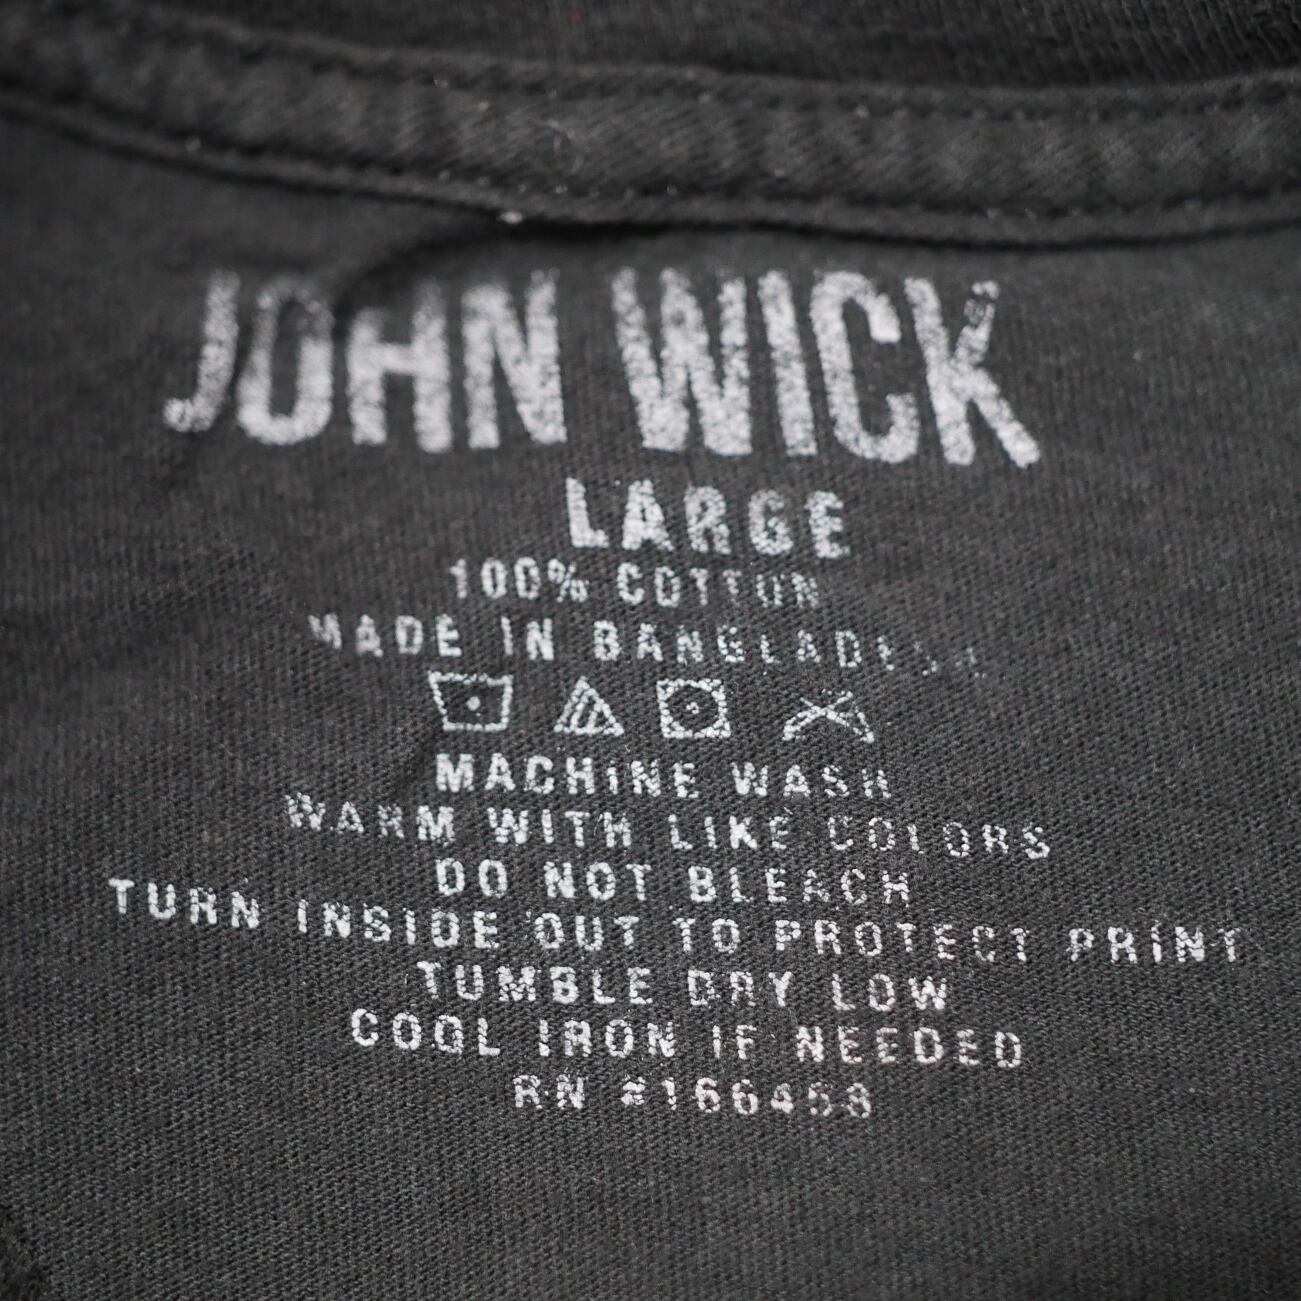 JOHN WICK
LARGE
100% COTTON
MADE IN BANGLADESH
MACHINE WASH
WARM WITH LIKE COLORS
DO NOT BLEACH
TURN INSIDE OUT TO PROTECT PRINT
TUMBLE DRY LOW
COOL IRON IF NEEDED
RN #166458